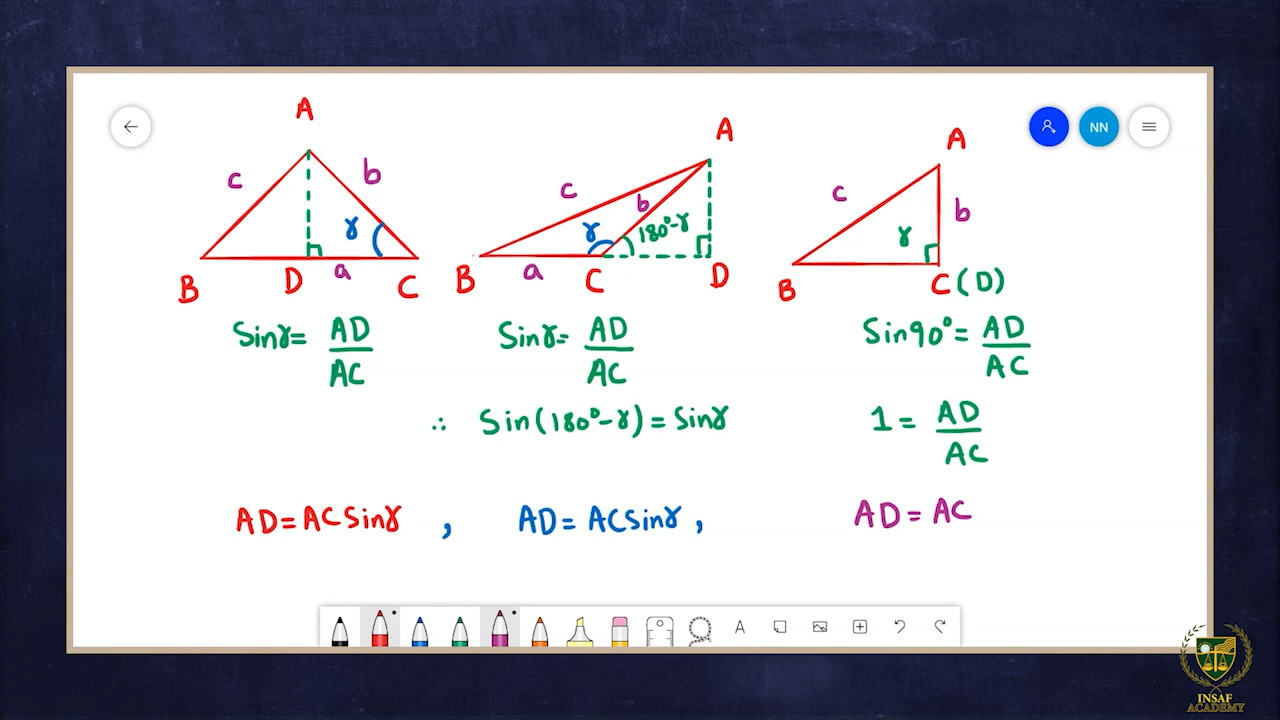 A
A
A
NN
c
b
c
b
c
b
γ
γ
180°-γ
γ
B
D
a
C
B
a
C
D
B
C (D)
Sinγ= AD/AC
Sinγ= AD/AC
Sin90°= AD/AC
∴ Sin(180°-γ) = Sinγ
1 = AD/AC
AD=ACSinγ ,
AD= ACSinγ ,
AD= AC
A
INSAF
ACADEMY